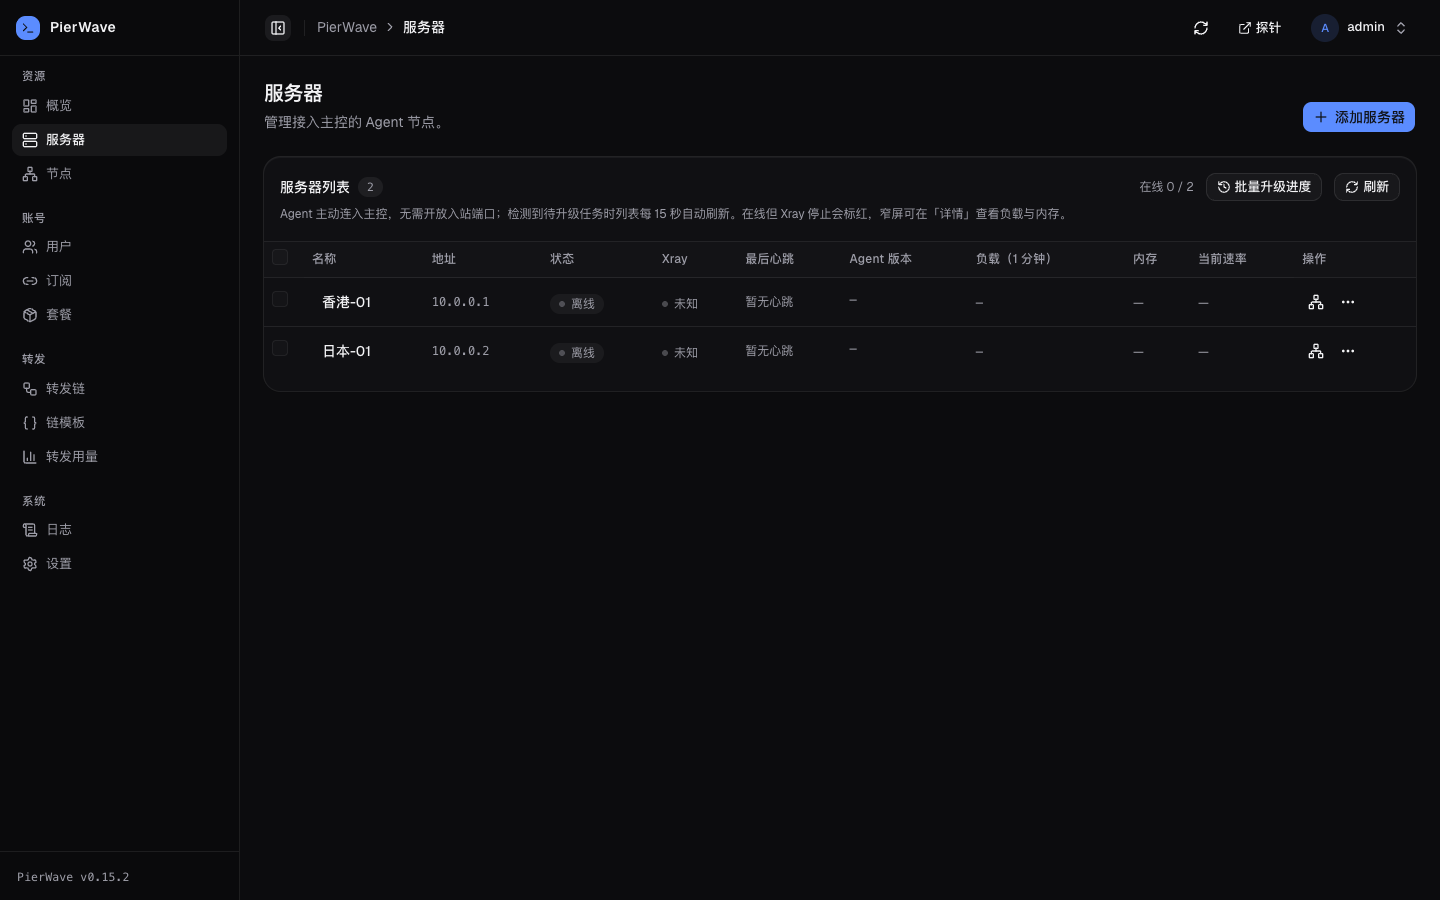 PierWave
PierWave > 服务器
探针
A
admin
资源
概览
服务器
节点
账号
用户
订阅
套餐
转发
转发链
链模板
转发用量
系统
日志
设置
PierWave v0.15.2
服务器
管理接入主控的 Agent 节点。
添加服务器
服务器列表 2
在线 0 / 2
批量升级进度
刷新
Agent 主动连入主控，无需开放入站端口；检测到待升级任务时列表每 15 秒自动刷新。在线但 Xray 停止会标红，窄屏可在「详情」查看负载与内存。
名称 地址 状态 Xray 最后心跳 Agent 版本 负载（1 分钟） 内存 当前速率 操作
香港-01 10.0.0.1 离线 未知 暂无心跳 — — — —
日本-01 10.0.0.2 离线 未知 暂无心跳 — — — —